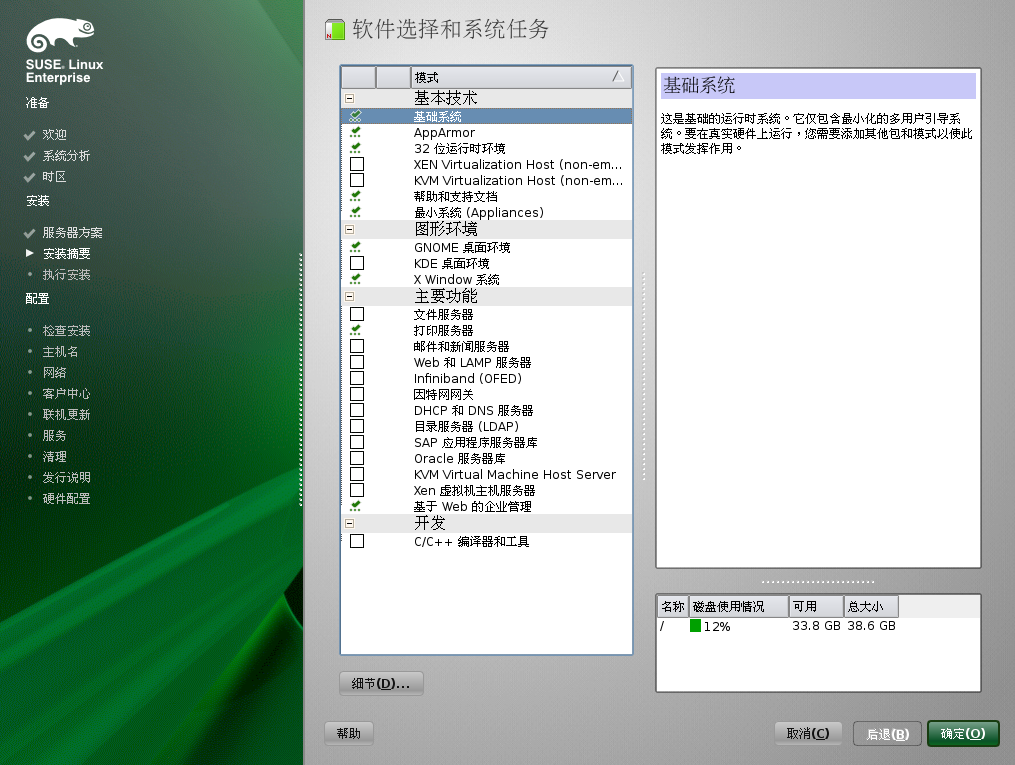 SUSE® Linux
Enterprise
准备
欢迎
系统分析
时区
安装
服务器方案
安装摘要
执行安装
配置
检查安装
主机名
网络
客户中心
联机更新
服务
清理
发行说明
硬件配置
软件选择和系统任务
模式
基本技术
基础系统
AppArmor
32 位运行时环境
XEN Virtualization Host (non-em...
KVM Virtualization Host (non-em...
帮助和支持文档
最小系统 (Appliances)
图形环境
GNOME 桌面环境
KDE 桌面环境
X Window 系统
主要功能
文件服务器
打印服务器
邮件和新闻服务器
Web 和 LAMP 服务器
Infiniband (OFED)
因特网网关
DHCP 和 DNS 服务器
目录服务器 (LDAP)
SAP 应用程序服务器库
Oracle 服务器库
KVM Virtual Machine Host Server
Xen 虚拟机主机服务器
基于 Web 的企业管理
开发
C/C++ 编译器和工具
细节(D)...
基础系统
这是基础的运行时系统。它仅包含最小化的多用户引导系
统。要在真实硬件上运行，您需要添加其他包和模式以使此
模式发挥作用。
名称 磁盘使用情况 可用 总大小
/ 12% 33.8 GB 38.6 GB
帮助 取消(C) 后退(B) 确定(O)